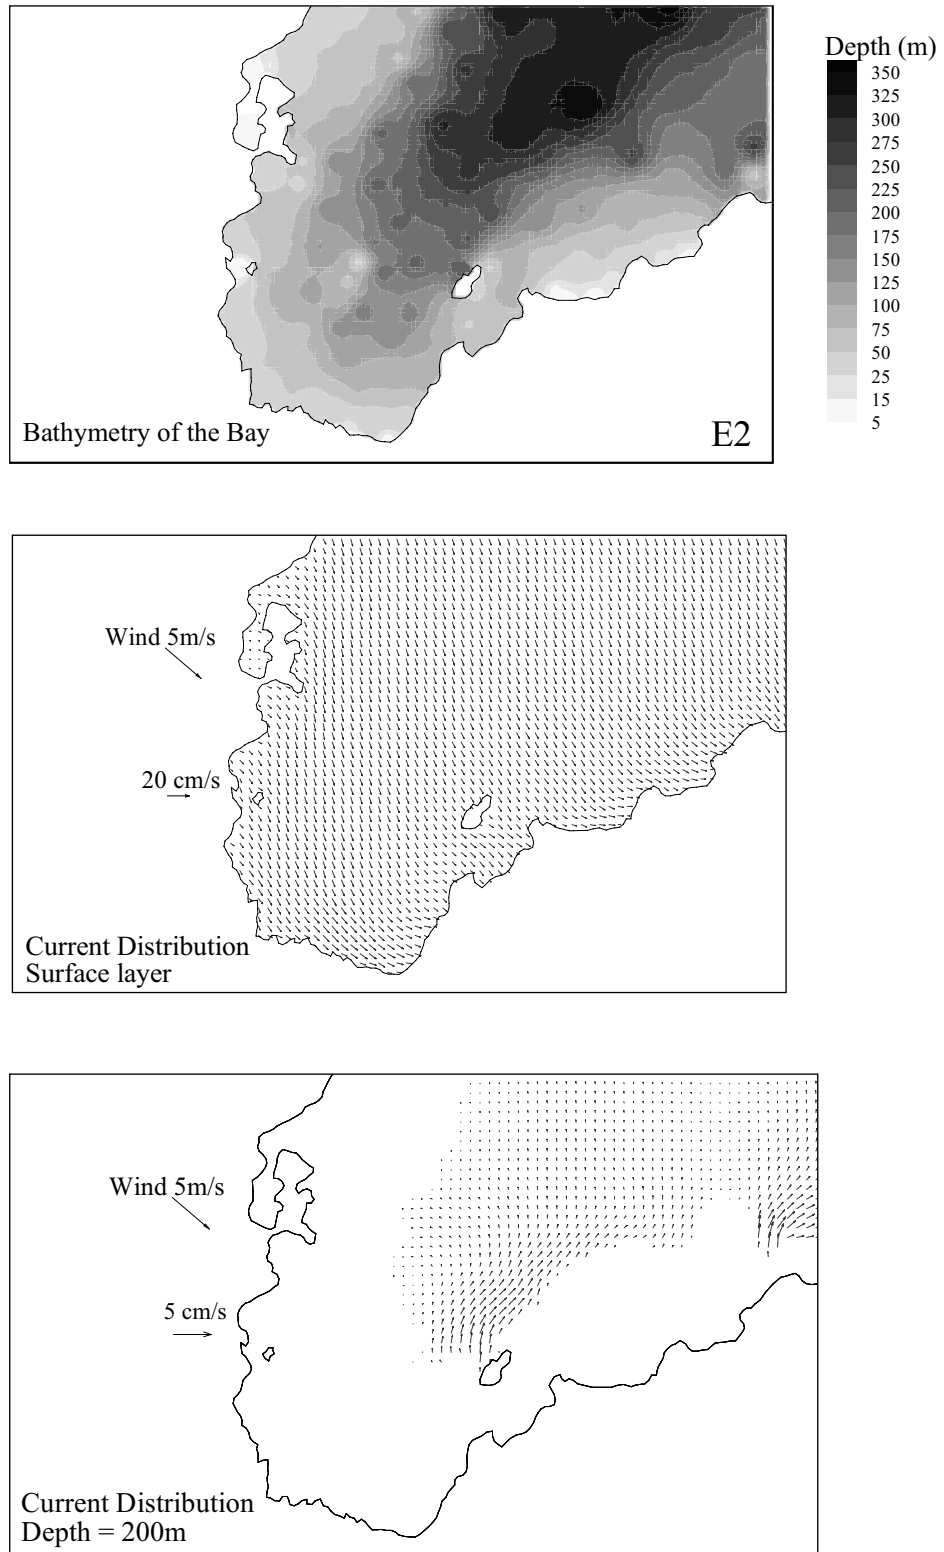 Depth (m)
350
325
300
275
250
225
200
175
150
125
100
75
50
25
15
5
Bathymetry of the Bay
E2
Wind 5m/s
20 cm/s
Current Distribution
Surface layer
Wind 5m/s
5 cm/s
Current Distribution
Depth = 200m